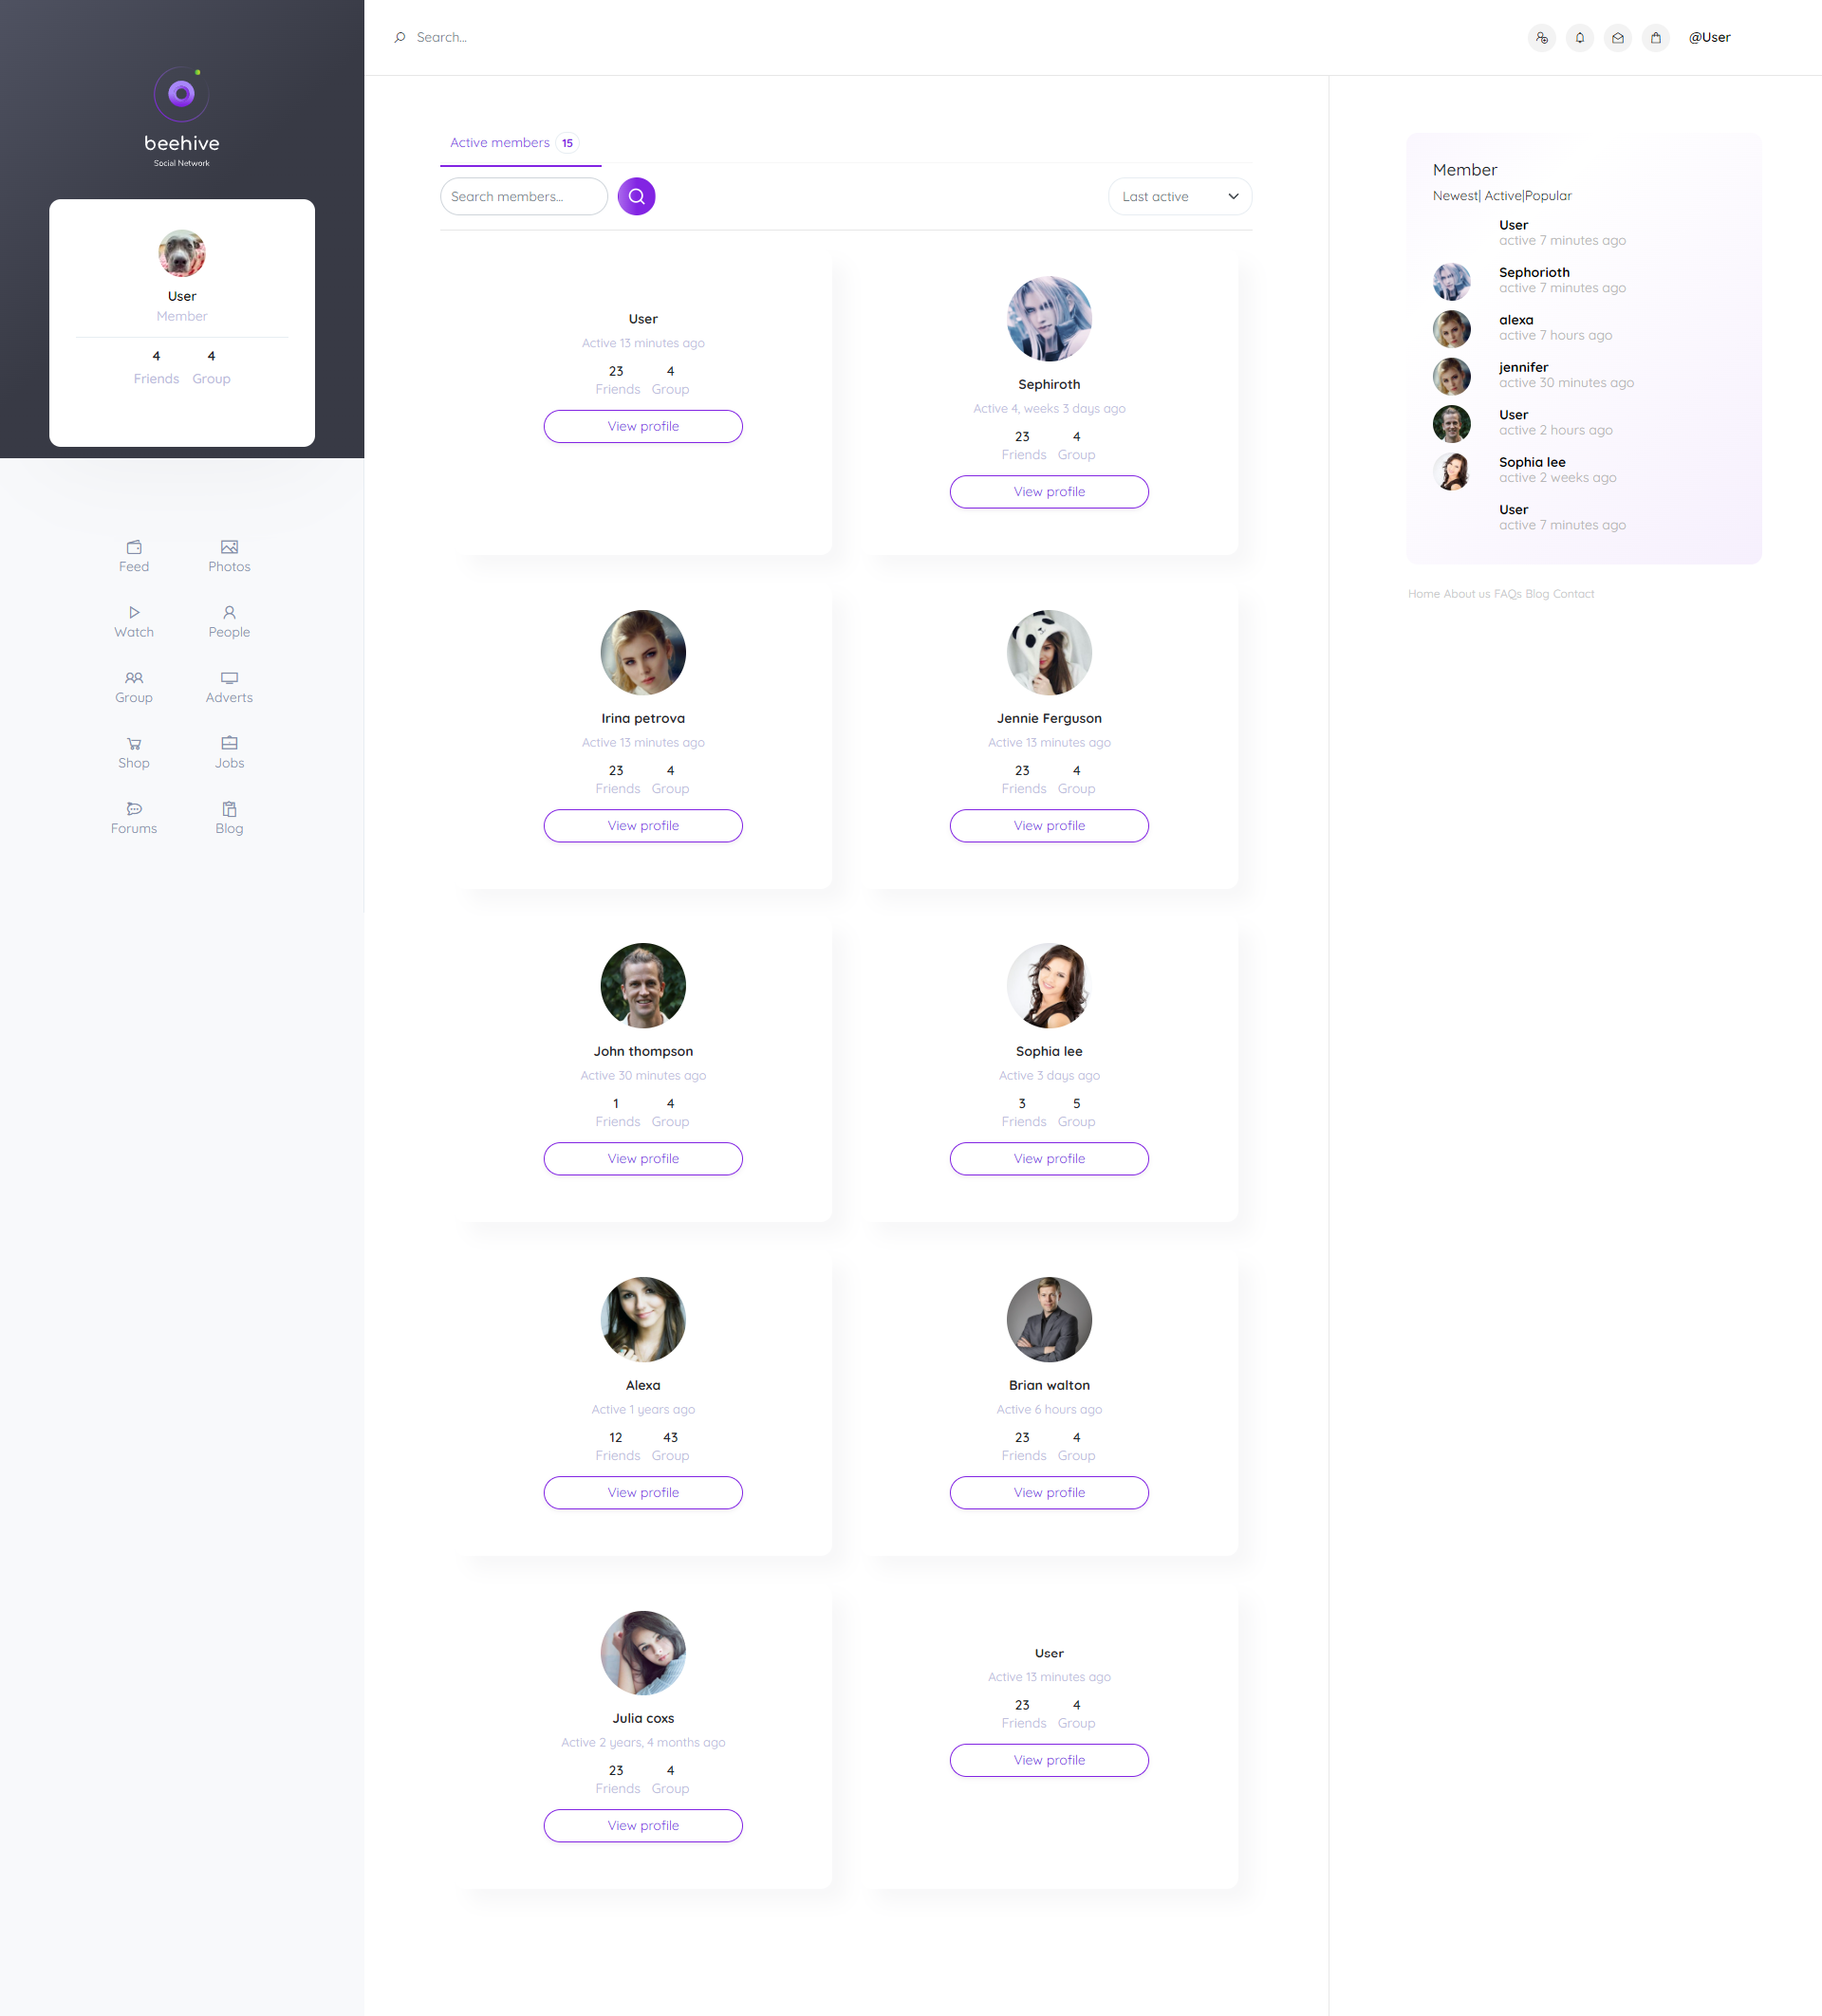 beehive
Social Network
User
Member
4 4
Friends Group
Feed Photos
Watch People
Group Adverts
Shop Jobs
Forums Blog
Search...
@User
Active members 15
Search members...
Last active
User
Active 13 minutes ago
23 4
Friends Group
View profile
Sephiroth
Active 4, weeks 3 days ago
23 4
Friends Group
View profile
Irina petrova
Active 13 minutes ago
23 4
Friends Group
View profile
Jennie Ferguson
Active 13 minutes ago
23 4
Friends Group
View profile
John thompson
Active 30 minutes ago
1 4
Friends Group
View profile
Sophia lee
Active 3 days ago
3 5
Friends Group
View profile
Alexa
Active 1 years ago
12 43
Friends Group
View profile
Brian walton
Active 6 hours ago
23 4
Friends Group
View profile
Julia coxs
Active 2 years, 4 months ago
23 4
Friends Group
View profile
User
Active 13 minutes ago
23 4
Friends Group
View profile
Member
Newest| Active|Popular
User
active 7 minutes ago
Sephorioth
active 7 minutes ago
alexa
active 7 hours ago
jennifer
active 30 minutes ago
User
active 2 hours ago
Sophia lee
active 2 weeks ago
User
active 7 minutes ago
Home About us FAQs Blog Contact